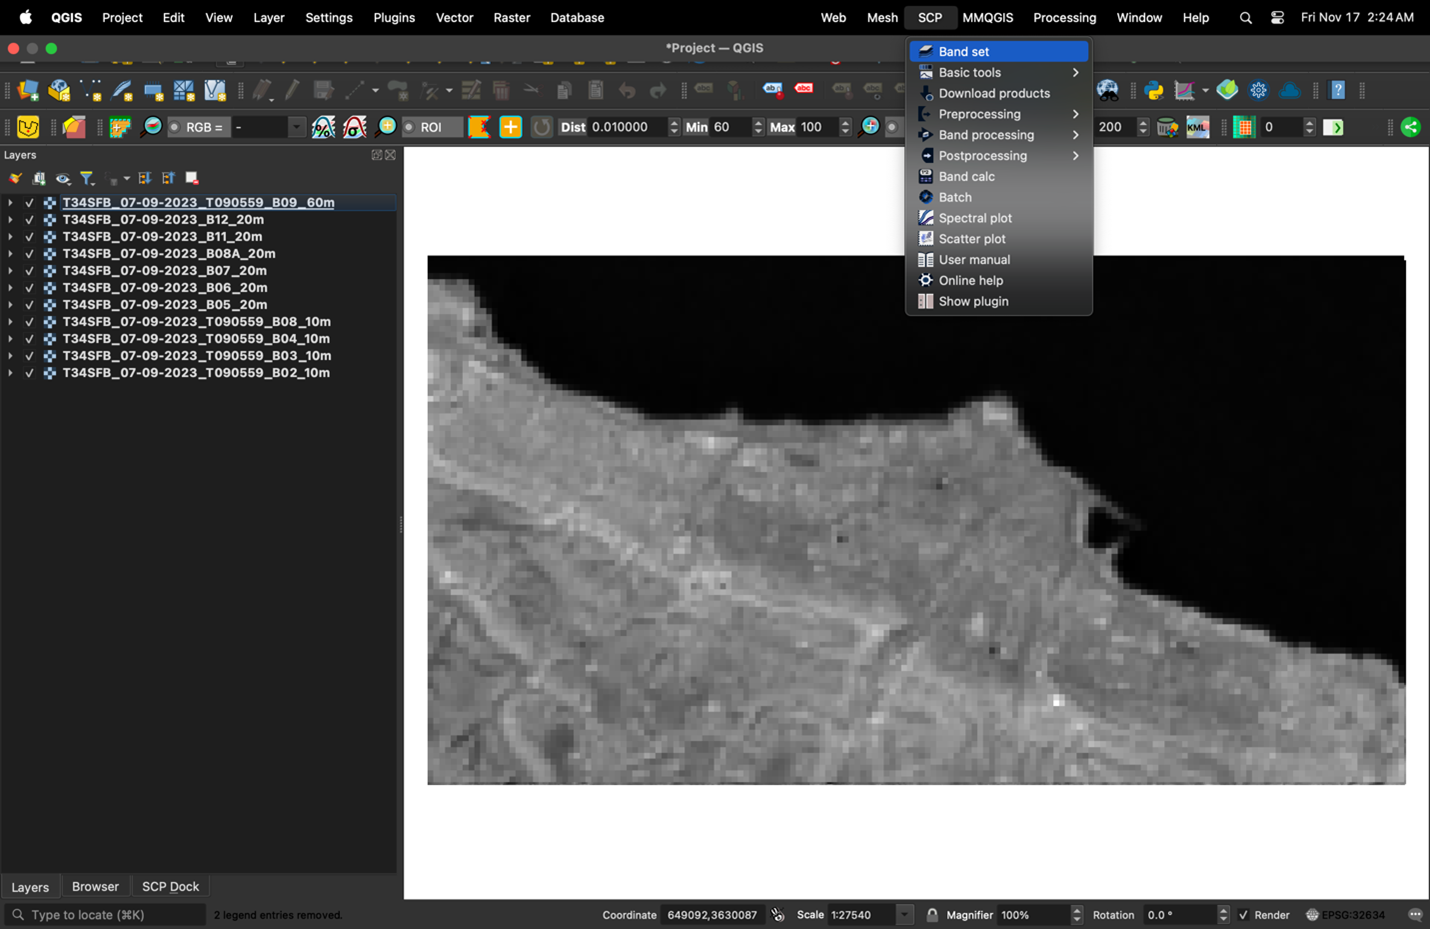 QGIS Project Edit View Layer Settings Plugins Vector Raster Database Web Mesh SCP MMQGIS Processing Window Help Fri Nov 17 2:24 AM
*Project — QGIS
Band set
Basic tools
Download products
Preprocessing
Band processing
Postprocessing
Band calc
Batch
Spectral plot
Scatter plot
User manual
Online help
Show plugin
RGB = - ROI Dist 0.010000 Min 60 Max 100 200 KML 0
Layers
T34SFB_07-09-2023_T090559_B09_60m
T34SFB_07-09-2023_B12_20m
T34SFB_07-09-2023_B11_20m
T34SFB_07-09-2023_B08A_20m
T34SFB_07-09-2023_B07_20m
T34SFB_07-09-2023_B06_20m
T34SFB_07-09-2023_B05_20m
T34SFB_07-09-2023_T090559_B08_10m
T34SFB_07-09-2023_T090559_B04_10m
T34SFB_07-09-2023_T090559_B03_10m
T34SFB_07-09-2023_T090559_B02_10m
Layers Browser SCP Dock
Type to locate (⌘K) 2 legend entries removed. Coordinate 649092,3630087 Scale 1:27540 Magnifier 100% Rotation 0.0 ° Render EPSG:32634